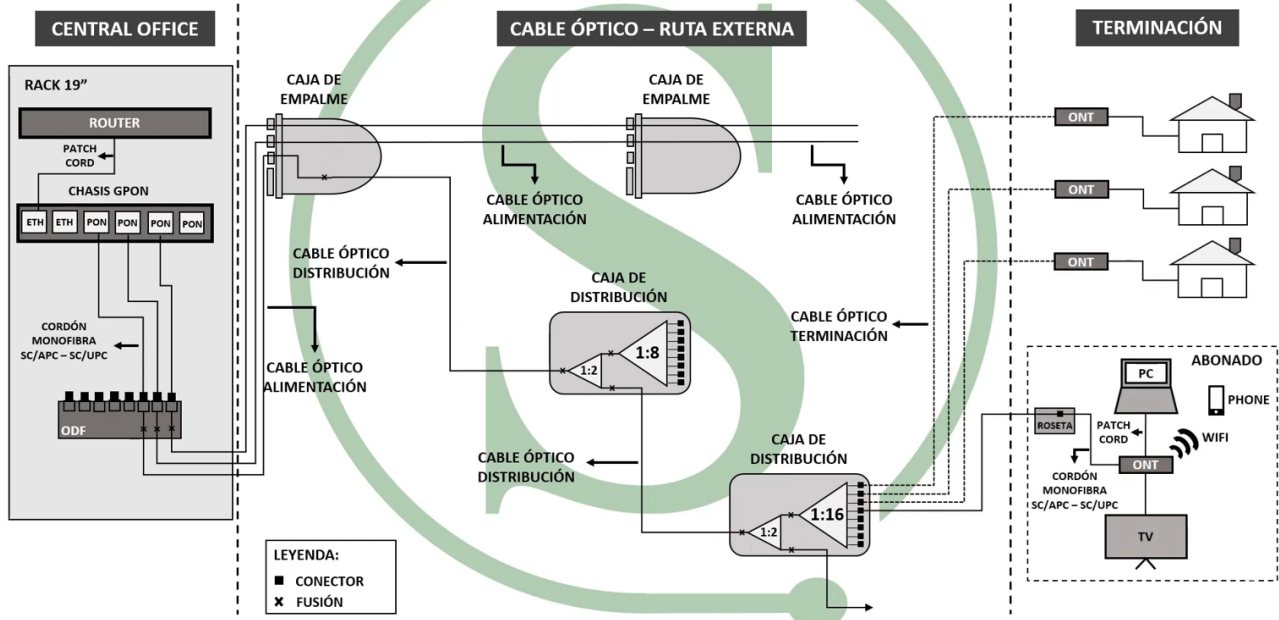 CENTRAL OFFICE
CABLE ÓPTICO – RUTA EXTERNA
TERMINACIÓN
RACK 19”
ROUTER
PATCH
CORD
CHASIS GPON
ETH
ETH
PON
PON
PON
PON
CORDÓN
MONOFIBRA
SC/APC – SC/UPC
ODF
CAJA DE
EMPALME
CAJA DE
EMPALME
CABLE ÓPTICO
ALIMENTACIÓN
CABLE ÓPTICO
ALIMENTACIÓN
CABLE ÓPTICO
DISTRIBUCIÓN
CABLE ÓPTICO
ALIMENTACIÓN
CAJA DE
DISTRIBUCIÓN
1:2
1:8
CABLE ÓPTICO
TERMINACIÓN
CABLE ÓPTICO
DISTRIBUCIÓN
CAJA DE
DISTRIBUCIÓN
1:2
1:16
LEYENDA:
CONECTOR
FUSIÓN
ONT
ONT
ONT
ABONADO
PC
PHONE
ROSETA
PATCH
CORD
WIFI
ONT
CORDÓN
MONOFIBRA
SC/APC – SC/UPC
TV